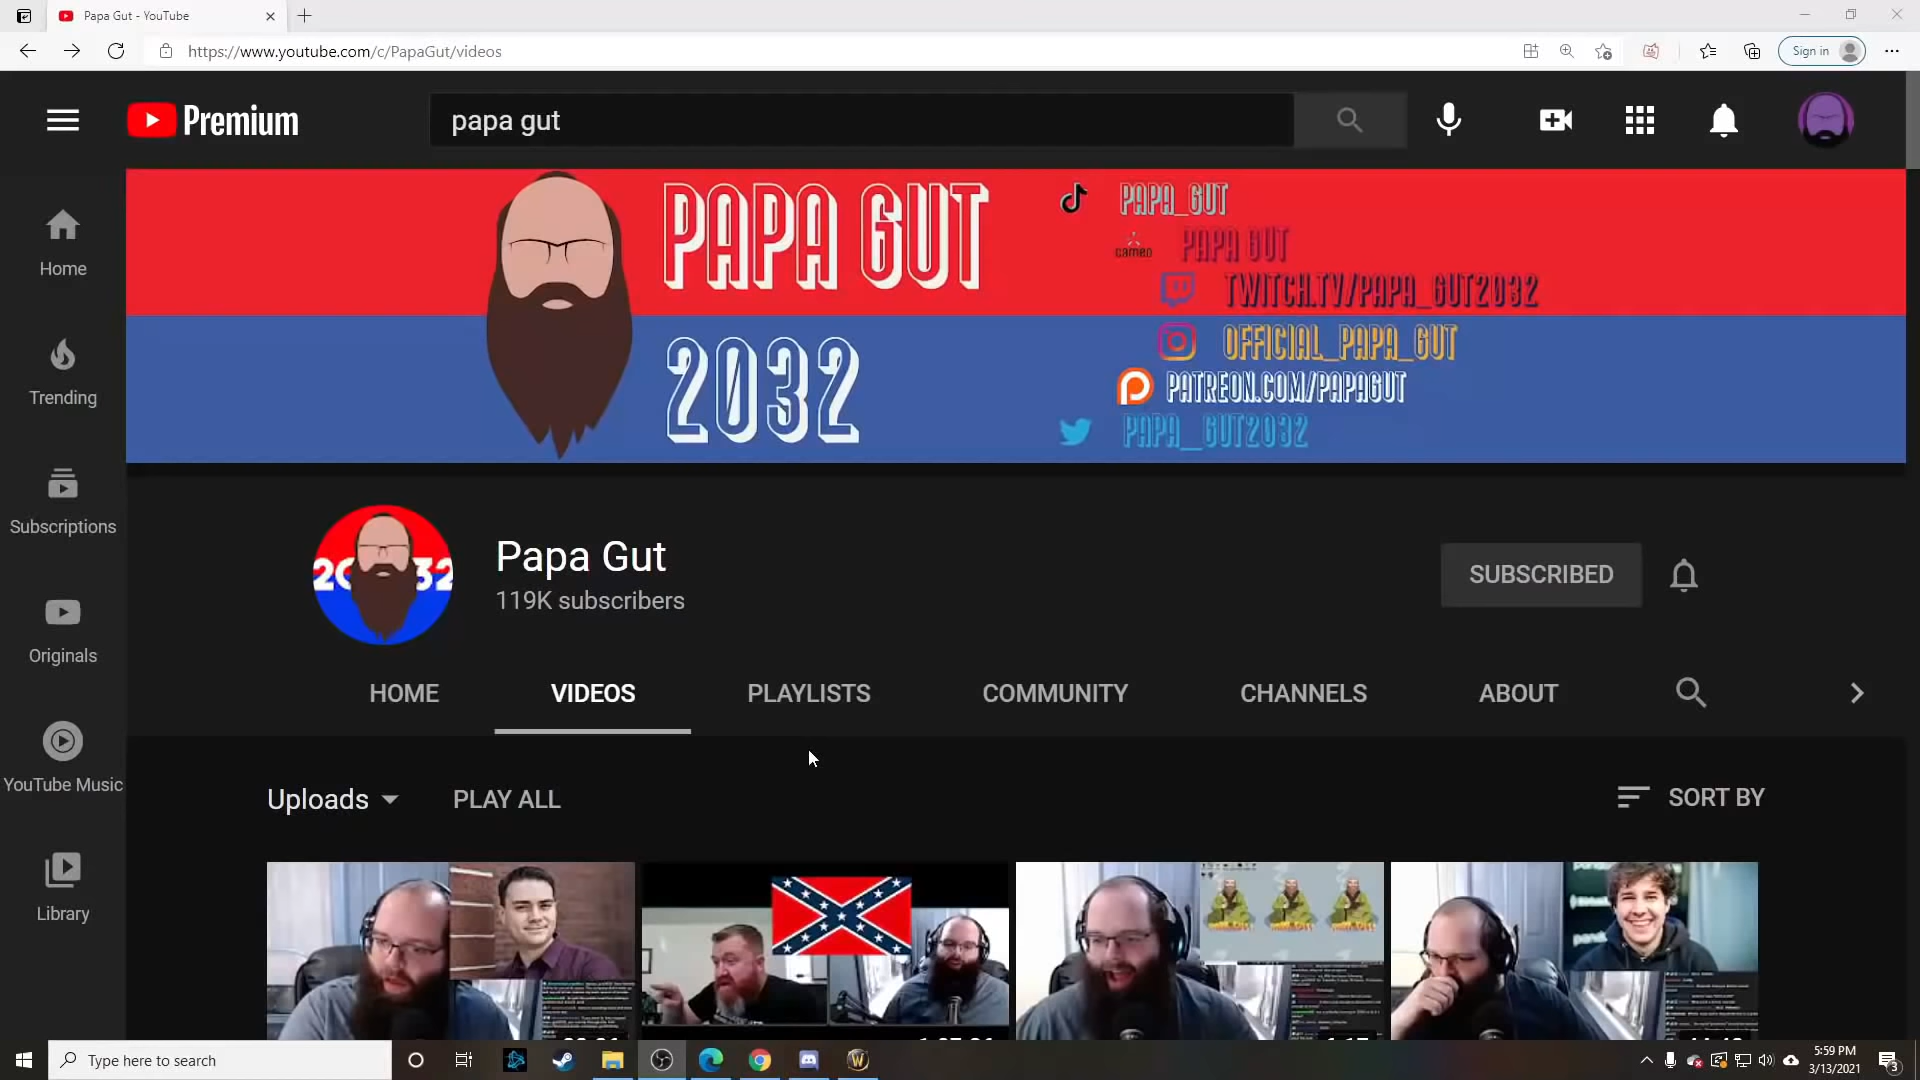 Papa Gut - YouTube
https://www.youtube.com/c/PapaGut/videos
Sign in
Premium
papa gut
PAPA GUT
2032
PAPA_GUT
cameo PAPA GUT
TWITCH.TV/PAPA_GUT2032
OFFICIAL_PAPA_GUT
PATREON.COM/PAPAGUT
PAPA__GUT2032
Home
Trending
Subscriptions
Originals
YouTube Music
Library
2032
Papa Gut
119K subscribers
SUBSCRIBED
HOME VIDEOS PLAYLISTS COMMUNITY CHANNELS ABOUT
Uploads PLAY ALL SORT BY
Type here to search
5:59 PM
3/13/2021
3